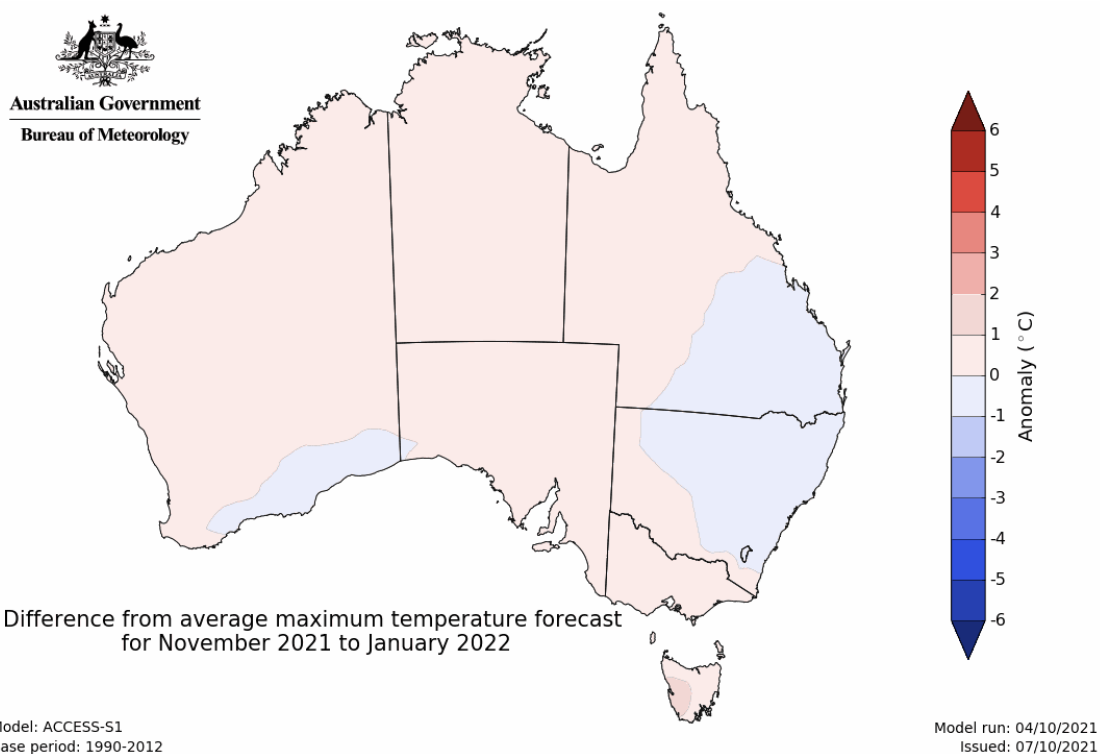 AUSTRALIA
Australian Government
Bureau of Meteorology
6
5
4
3
2
1
0
-1
-2
-3
-4
-5
-6
Anomaly (°C)
Difference from average maximum temperature forecast
for November 2021 to January 2022
Model: ACCESS-S1
ase period: 1990-2012
Model run: 04/10/2021
Issued: 07/10/2021